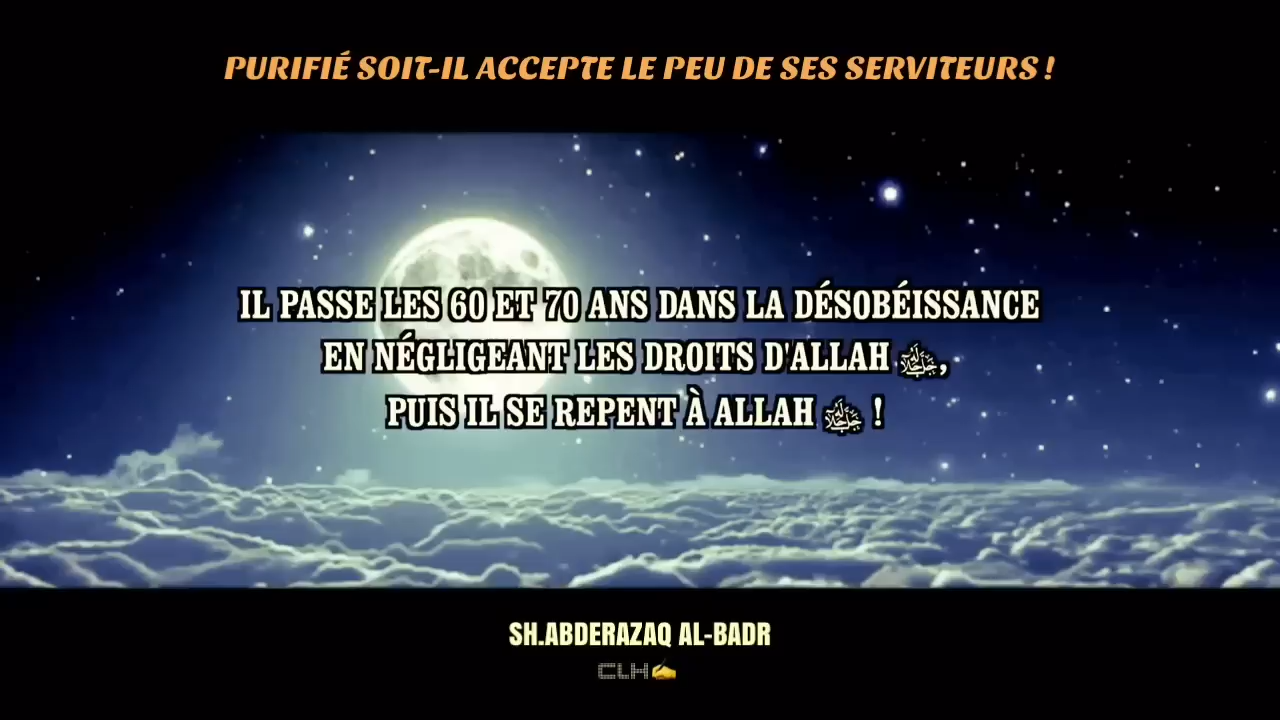 PURIFIÉ SOIT-IL ACCEPTE LE PEU DE SES SERVITEURS !
IL PASSE LES 60 ET 70 ANS DANS LA DÉSOBÉISSANCE
EN NÉGLIGEANT LES DROITS D'ALLAH ﷻ,
PUIS IL SE REPENT À ALLAH ﷻ !
SH.ABDERAZAQ AL-BADR
CLH✍️